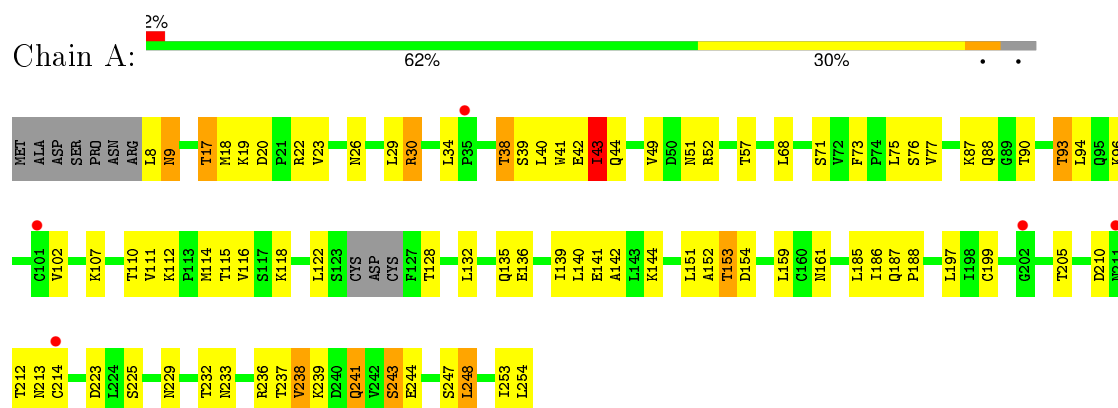 2%
Chain A:
62% 30% • •
MET ALA ASP SER PRO ASN ARG L8 N9 T17 M18 K19 D20 P21 R22 V23 N26 L29 R30 L34 P35 T38 S39 L40 W41 E42 I43 Q44 V49 D50 N51 R52 T57 L68 S71 V72 F73 P74 L75 S76 V77 K87 Q88 G89 T90 T93 L94 Q95 K96
C101 V102 K107 T110 V111 K112 P113 M114 T115 V116 S117 K118 L122 S123 CYS ASP CYS F127 T128 L132 Q135 E136 I139 L140 E141 A142 L143 K144 L151 A152 T153 D154 L159 C160 N161 L185 I186 Q187 P188 L197 I198 C199 G202 T205 D210 N211
T212 N213 C214 D223 L224 S225 N229 T232 N233 R236 T237 V238 K239 D240 Q241 V242 S243 E244 S247 L248 I253 L254